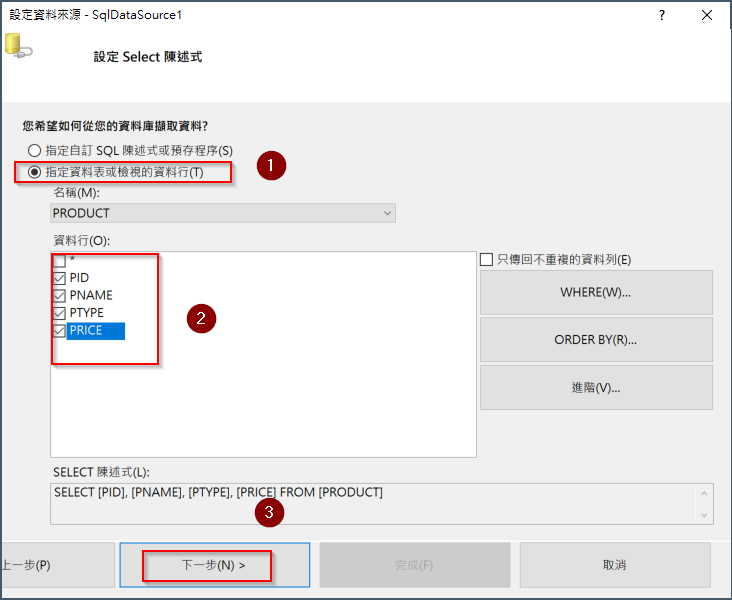 設定資料來源 - SqlDataSource1
?
設定 Select 陳述式
您希望如何從您的資料庫擷取資料?
指定自訂 SQL 陳述式或預存程序(S)
指定資料表或檢視的資料行(T)
1
名稱(M):
PRODUCT
資料行(O):
*
PID
PNAME
PTYPE
PRICE
2
只傳回不重複的資料列(E)
WHERE(W)...
ORDER BY(R)...
進階(V)...
SELECT 陳述式(L):
SELECT [PID], [PNAME], [PTYPE], [PRICE] FROM [PRODUCT]
3
上一步(P)
下一步(N) >
完成(F)
取消